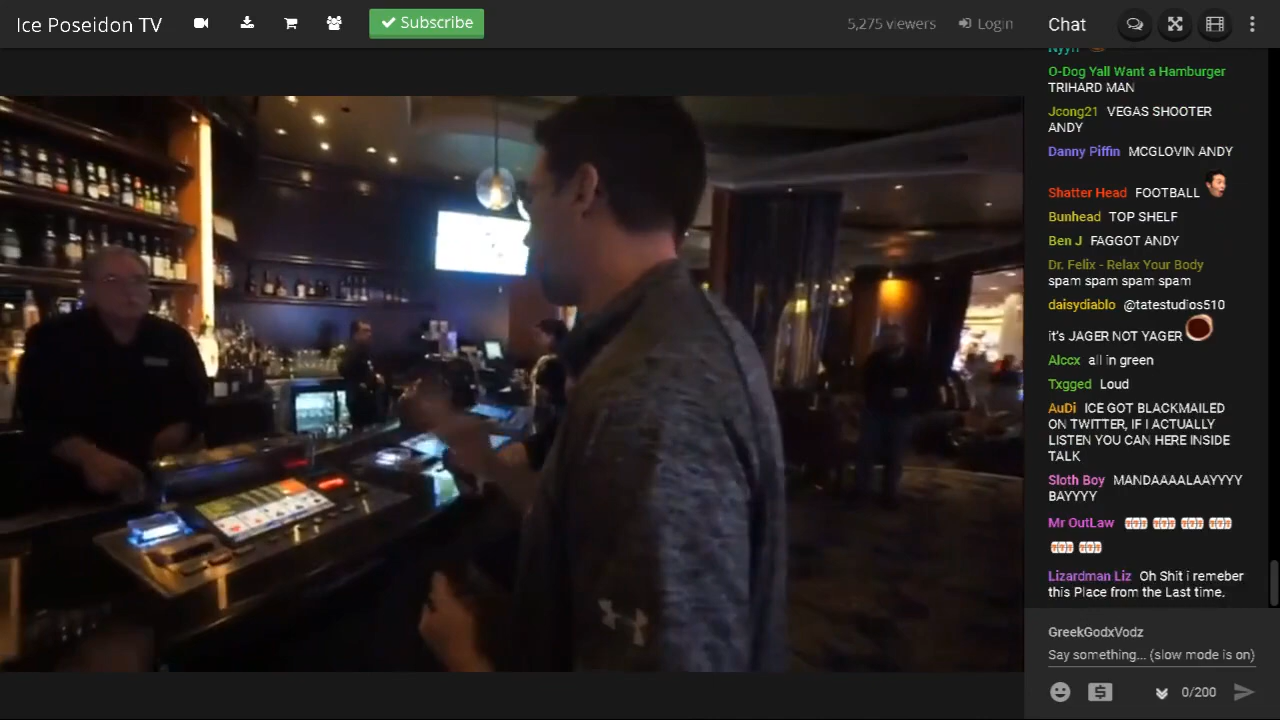 Ice Poseidon TV
Subscribe
5,275 viewers
Login
Chat
Nyyn
O-Dog Yall Want a Hamburger
TRIHARD MAN
Jcong21 VEGAS SHOOTER
ANDY
Danny Piffin MCGLOVIN ANDY
Shatter Head FOOTBALL
Bunhead TOP SHELF
Ben J FAGGOT ANDY
Dr. Felix - Relax Your Body
spam spam spam spam
daisydiablo @tatestudios510
it's JAGER NOT YAGER
Alccx all in green
Txgged Loud
AuDi ICE GOT BLACKMAILED
ON TWITTER, IF I ACTUALLY
LISTEN YOU CAN HERE INSIDE
TALK
Sloth Boy MANDAAAALAAYYYY
BAYYYY
Mr OutLaw
Lizardman Liz Oh Shit i remeber
this Place from the Last time.
GreekGodxVodz
Say something... (slow mode is on)
0/200